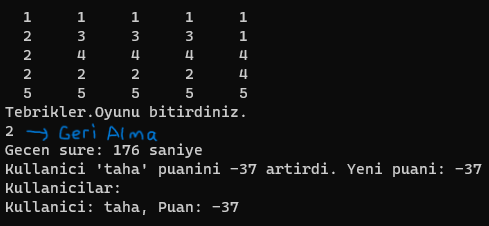 1 1 1 1 1
2 3 3 3 1
2 4 4 4 4
2 2 2 2 4
5 5 5 5 5
Tebrikler.Oyunu bitirdiniz.
2 → Geri Alma
Gecen sure: 176 saniye
Kullanici 'taha' puanini -37 artirdi. Yeni puani: -37
Kullanicilar:
Kullanici: taha, Puan: -37